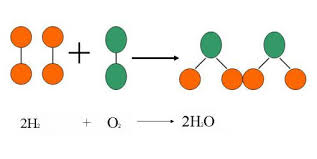 +
2H₂ + O₂ → 2H₂O